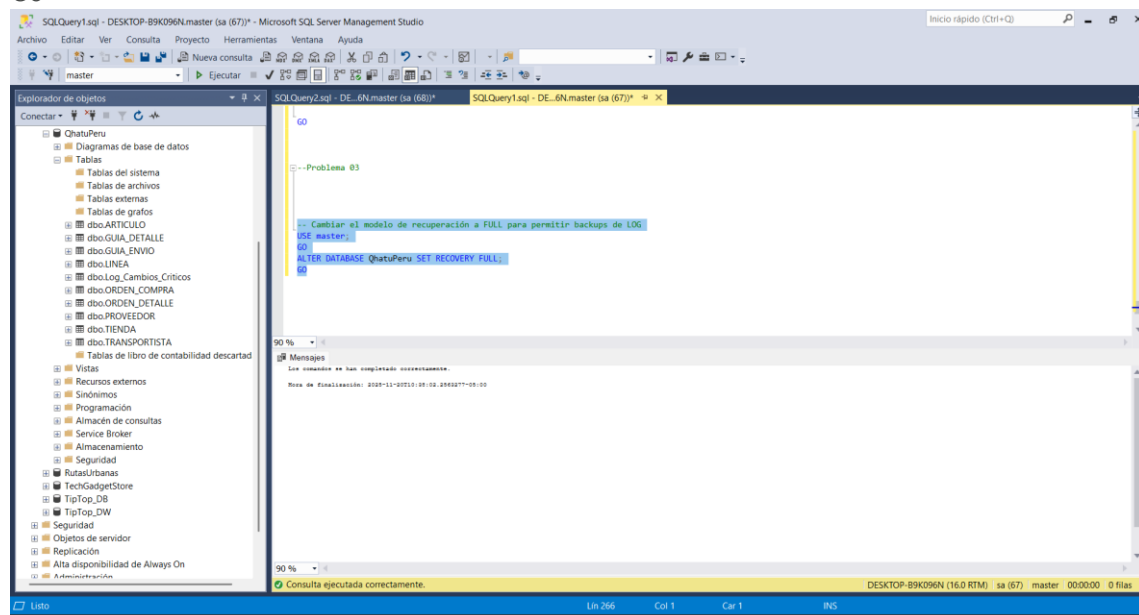 SQLQuery1.sql - DESKTOP-B9K096N.master (sa (67))* - Microsoft SQL Server Management Studio
Inicio rápido (Ctrl+Q)
Archivo Editar Ver Consulta Proyecto Herramientas Ventana Ayuda
Nueva consulta
master
Ejecutar
Explorador de objetos
Conectar
QhatuPeru
Diagramas de base de datos
Tablas
Tablas del sistema
Tablas de archivos
Tablas externas
Tablas de grafos
dbo.ARTICULO
dbo.GUIA_DETALLE
dbo.GUIA_ENVIO
dbo.LINEA
dbo.Log_Cambios_Criticos
dbo.ORDEN_COMPRA
dbo.ORDEN_DETALLE
dbo.PROVEEDOR
dbo.TIENDA
dbo.TRANSPORTISTA
Tablas de libro de contabilidad descartad
Vistas
Recursos externos
Sinónimos
Programación
Almacén de consultas
Service Broker
Almacenamiento
Seguridad
RutasUrbanas
TechGadgetStore
TipTop_DB
TipTop_DW
Seguridad
Objetos de servidor
Replicación
Alta disponibilidad de Always On
Administración
SQLQuery2.sql - DE...6N.master (sa (68))*
SQLQuery1.sql - DE...6N.master (sa (67))*
GO
--Problema 03
-- Cambiar el modelo de recuperación a FULL para permitir backups de LOG
USE master;
GO
ALTER DATABASE QhatuPeru SET RECOVERY FULL;
GO
90 %
Mensajes
Los comandos se han completado correctamente.
Hora de finalización:
90 %
Consulta ejecutada correctamente.
DESKTOP-B9K096N (16.0 RTM) sa (67) master 00:00:00 0 filas
Listo
Lín 266 Col 1 Car 1 INS